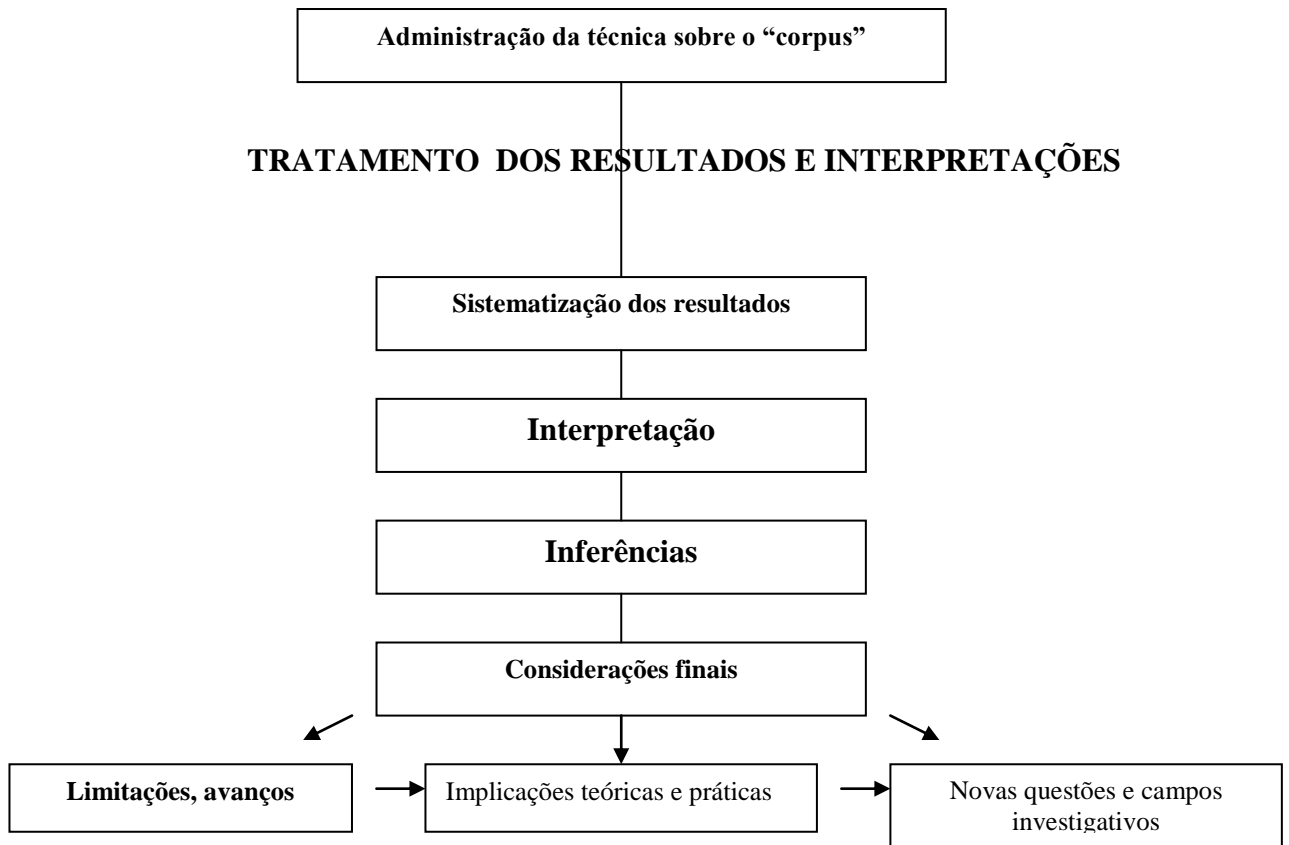 Administração da técnica sobre o “corpus”
TRATAMENTO DOS RESULTADOS E INTERPRETAÇÕES
Sistematização dos resultados
Interpretação
Inferências
Considerações finais
Limitações, avanços
Implicações teóricas e práticas
Novas questões e campos
investigativos